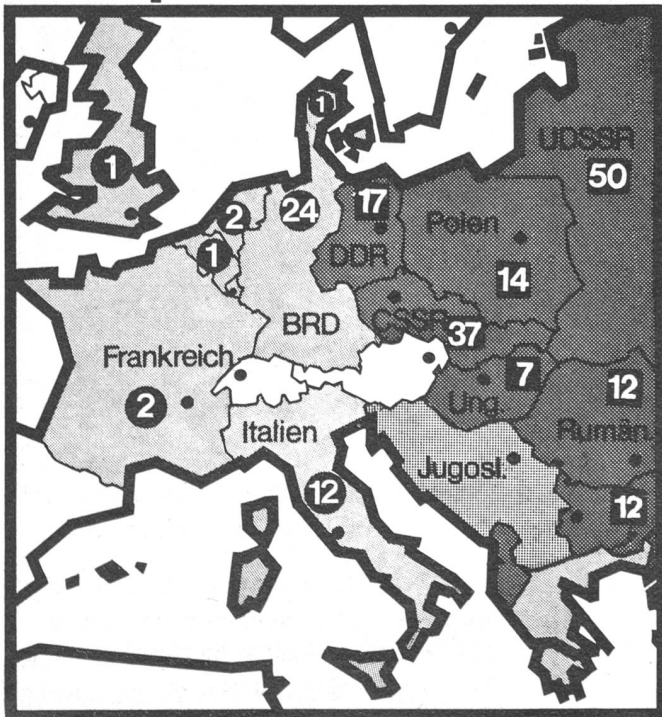 1
UDSSR
50
1
17
2
24
Polen
DDR
1
14
BRD
CSSR
37
Frankreich
7
12
2
Ung.
Italien
Rumän.
Jugosl.
12
12